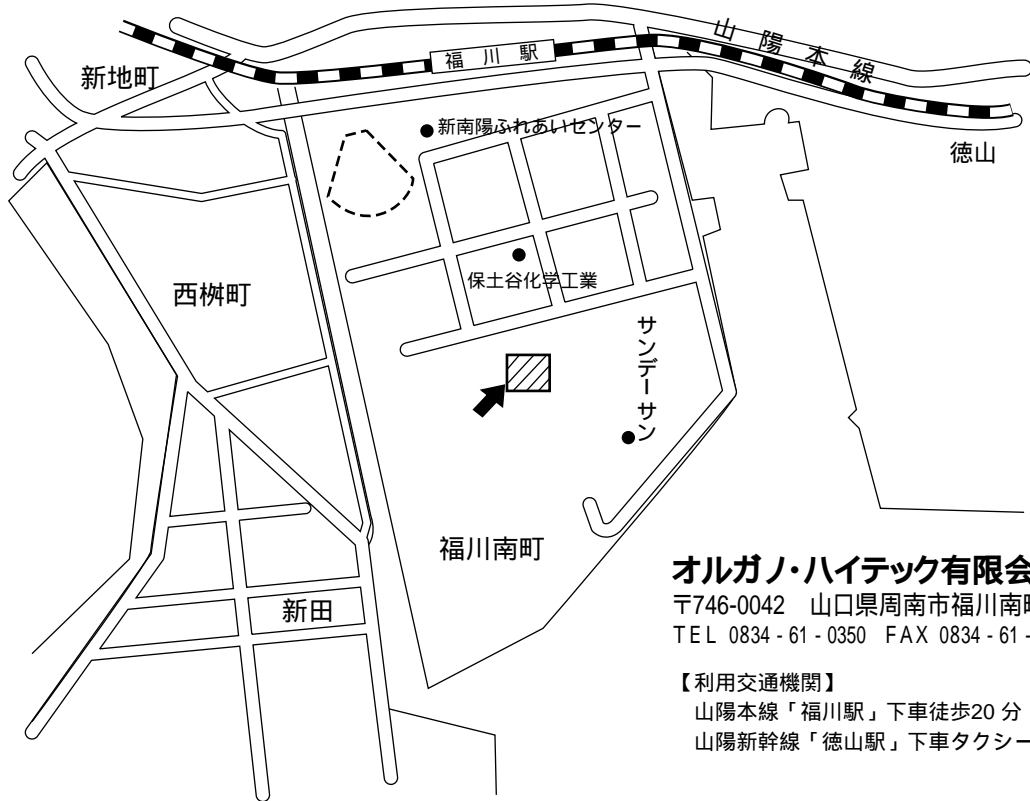 山陽本線
福川駅
新地町
新南陽ふれあいセンター
徳山
保土谷化学工業
西桝町
サンデーサン
福川南町
新田
オルガノ・ハイテック有限会
〒746-0042 山口県周南市福川南町
TEL 0834-61-0350 FAX 0834-61-
【利用交通機関】
山陽本線「福川駅」下車徒歩20分
山陽新幹線「徳山駅」下車タクシー